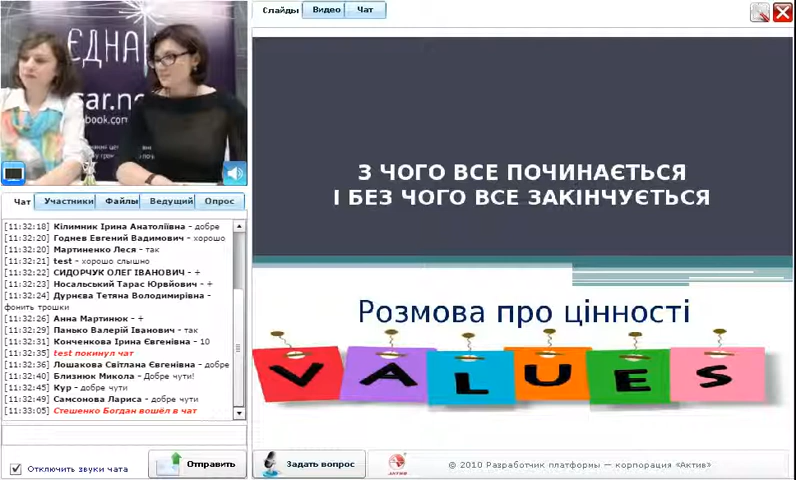 Слайды Видео Чат
ЄДНА
Чат Участники Файлы Ведущий Опрос
[11:32:18] Кілимник Ірина Анатоліївна - добре
[11:32:20] Годнев Евгений Вадимович - хорошо
[11:32:20] Мартиненко Леся - так
[11:32:21] test - хорошо слышно
[11:32:22] СИДОРЧУК ОЛЕГ ІВАНОВИЧ - +
[11:32:23] Носальський Тарас Юрвйович - +
[11:32:24] Дурнєва Тетяна Володимирівна -
фонить трошки
[11:32:26] Анна Мартинюк - +
[11:32:29] Панько Валерій Іванович - так
[11:32:31] Конченкова Ірина Євгенівна - 10
[11:32:35] test покинул чат
[11:32:36] Лошакова Світлана Євгенівна - добре
[11:32:40] Близнюк Микола - Добре чути!
[11:32:45] Кур - добре чути
[11:32:49] Самсонова Лариса - добре чути
[11:33:05] Стешенко Богдан вошёл в чат
Отключить звуки чата
Отправить
З ЧОГО ВСЕ ПОЧИНАЄТЬСЯ
І БЕЗ ЧОГО ВСЕ ЗАКІНЧУЄТЬСЯ
Розмова про цінності
VALUES
Задать вопрос
АКТИВ
© 2010 Разработчик платформы — корпорация «Актив»